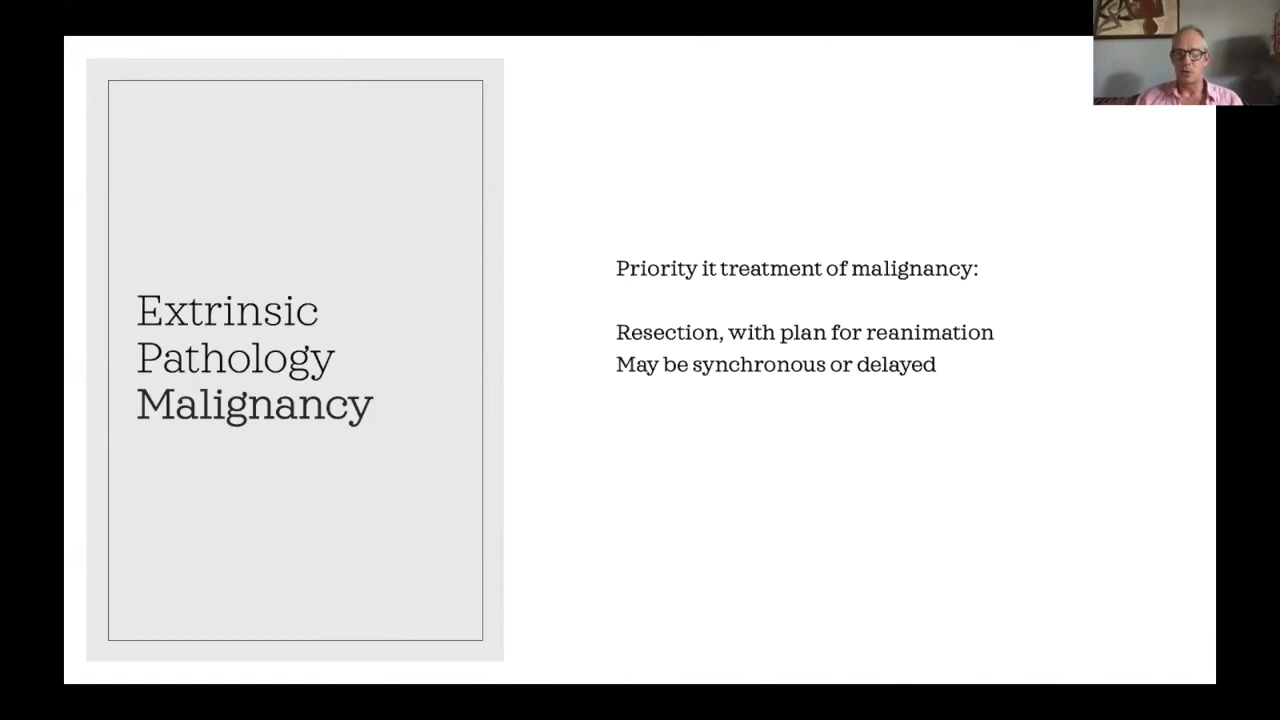 Extrinsic
Pathology
Malignancy
Priority it treatment of malignancy:
Resection, with plan for reanimation
May be synchronous or delayed